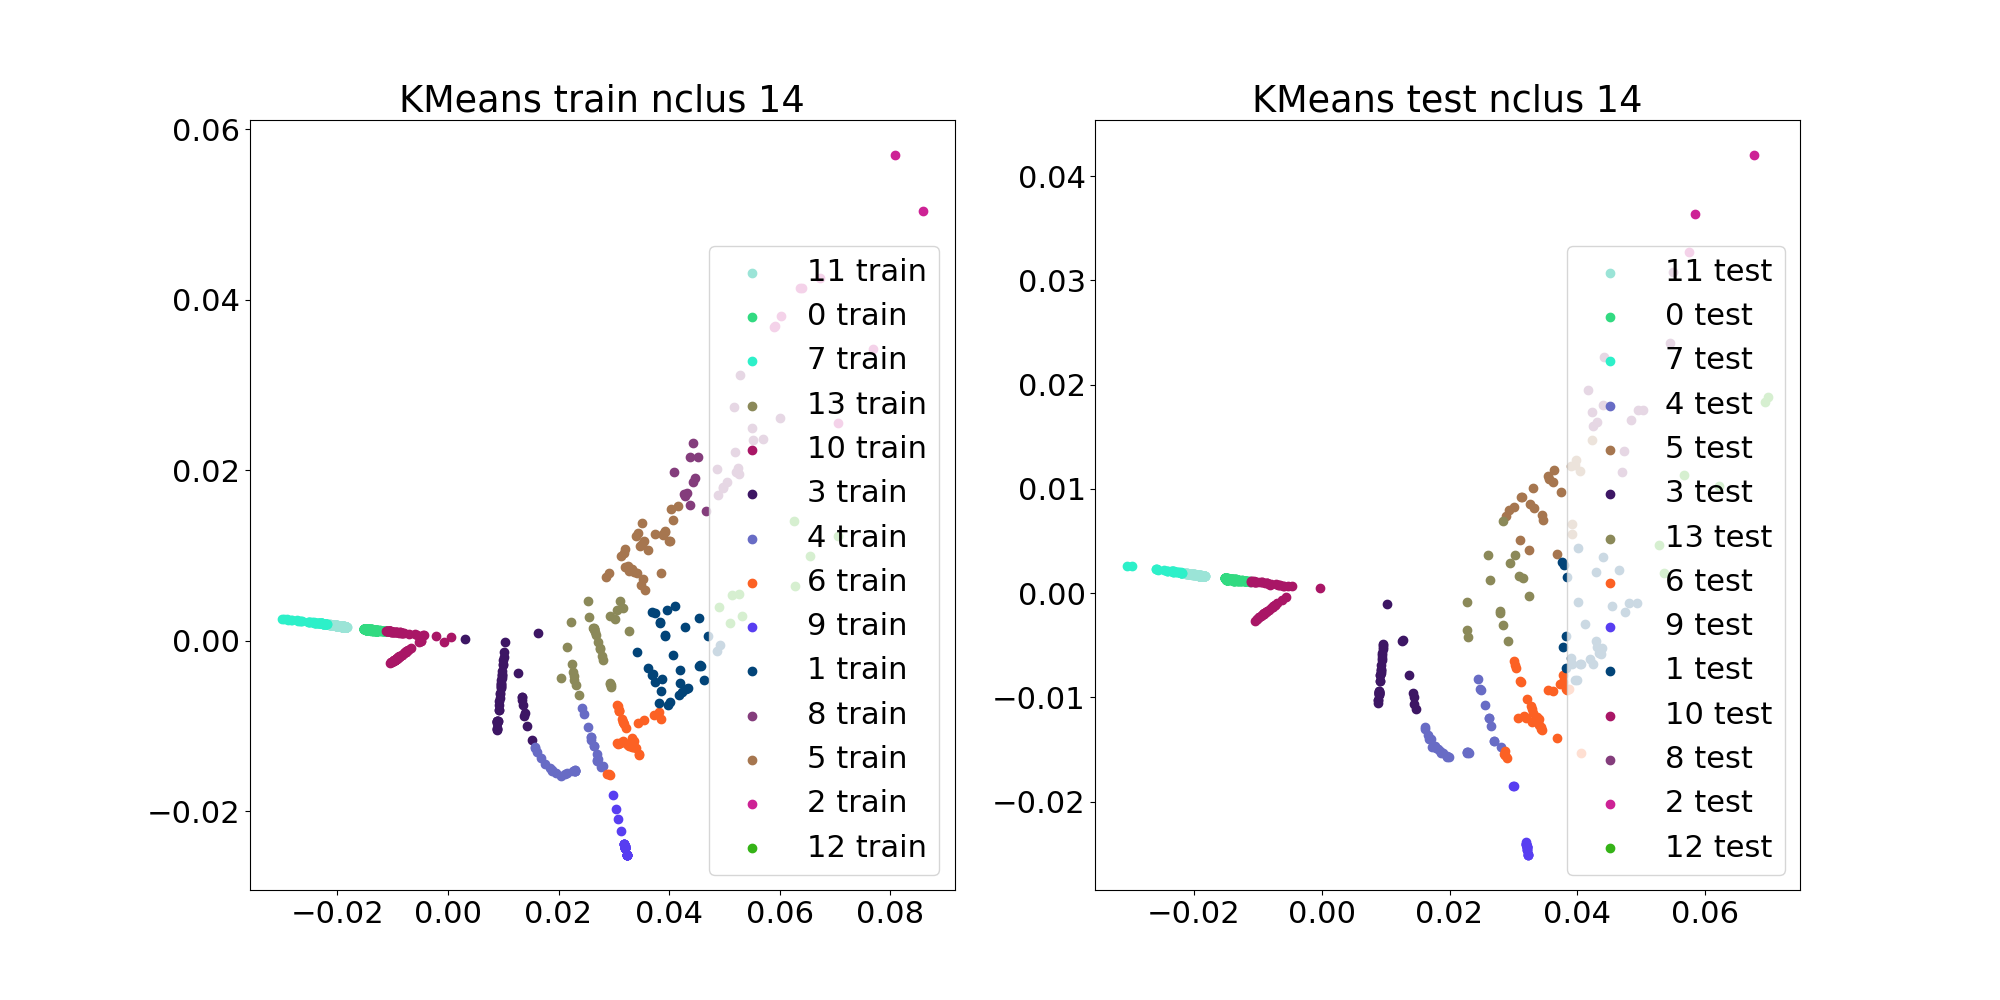 KMeans train nclus 14
0.06
0.04
0.02
0.00
−0.02
−0.02 0.00 0.02 0.04 0.06 0.08
11 train
0 train
7 train
13 train
10 train
3 train
4 train
6 train
9 train
1 train
8 train
5 train
2 train
12 train
KMeans test nclus 14
0.04
0.03
0.02
0.01
0.00
−0.01
−0.02
−0.02 0.00 0.02 0.04 0.06
11 test
0 test
7 test
4 test
5 test
3 test
13 test
6 test
9 test
1 test
10 test
8 test
2 test
12 test